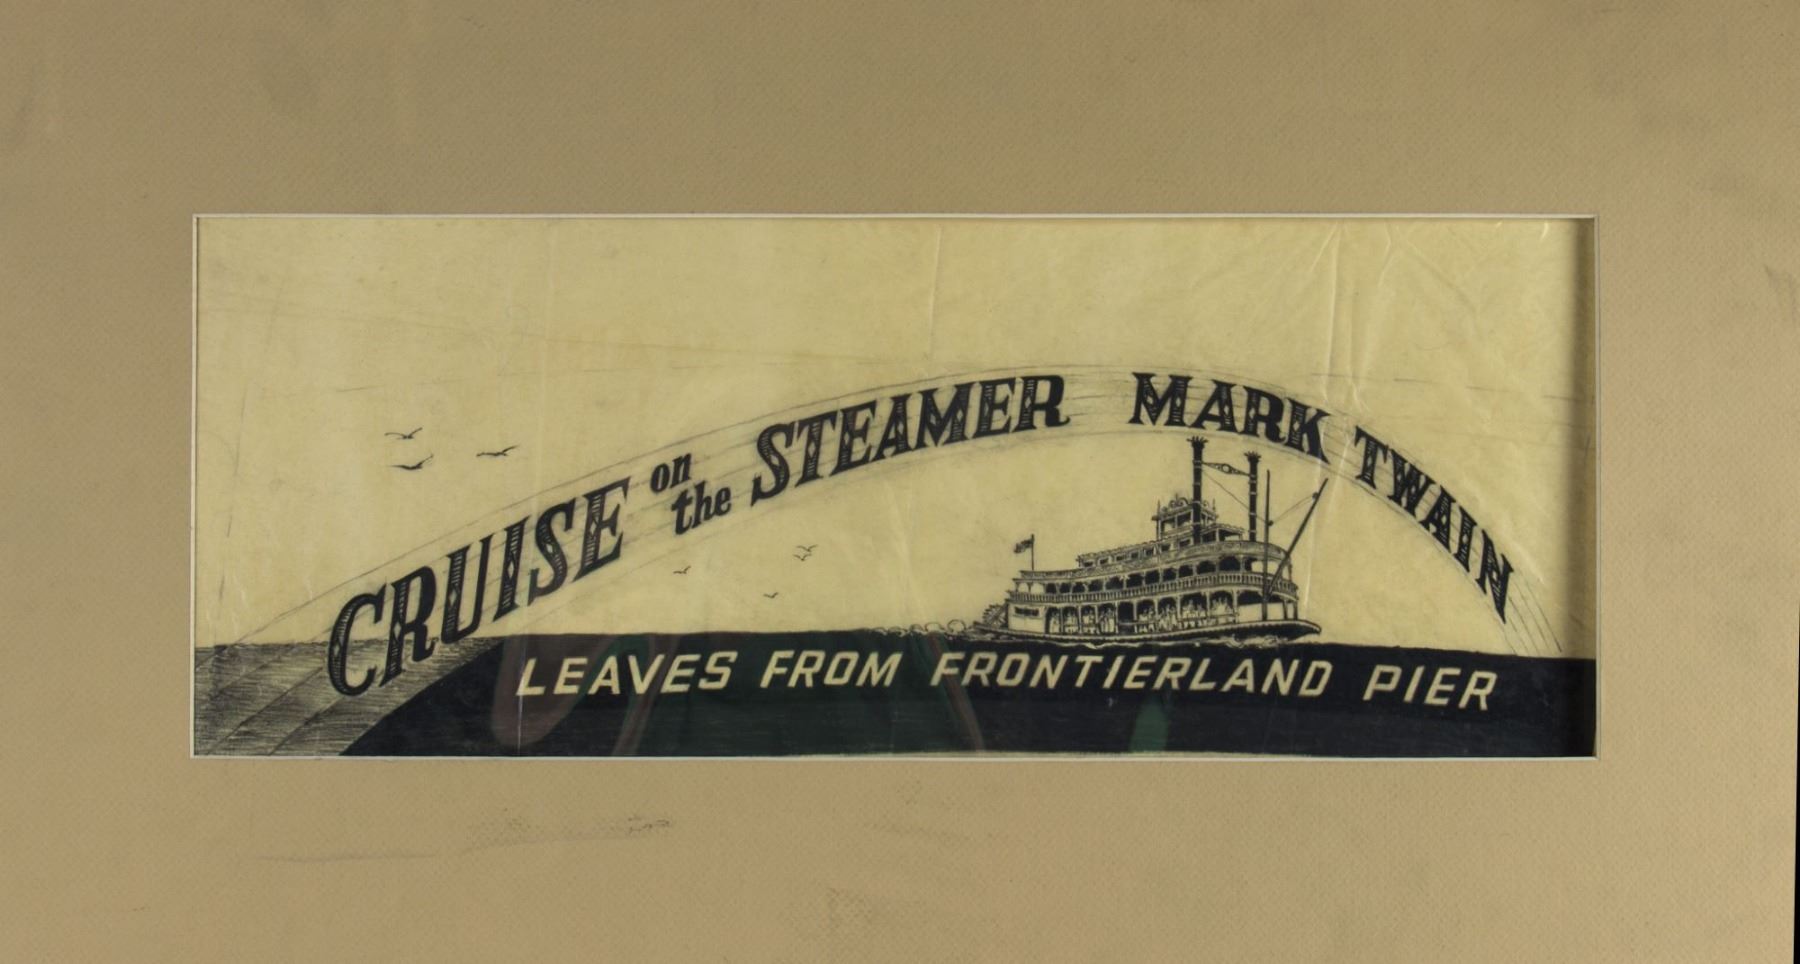 CRUISE on the STEAMER MARK TWAIN
LEAVES FROM FRONTIERLAND PIER